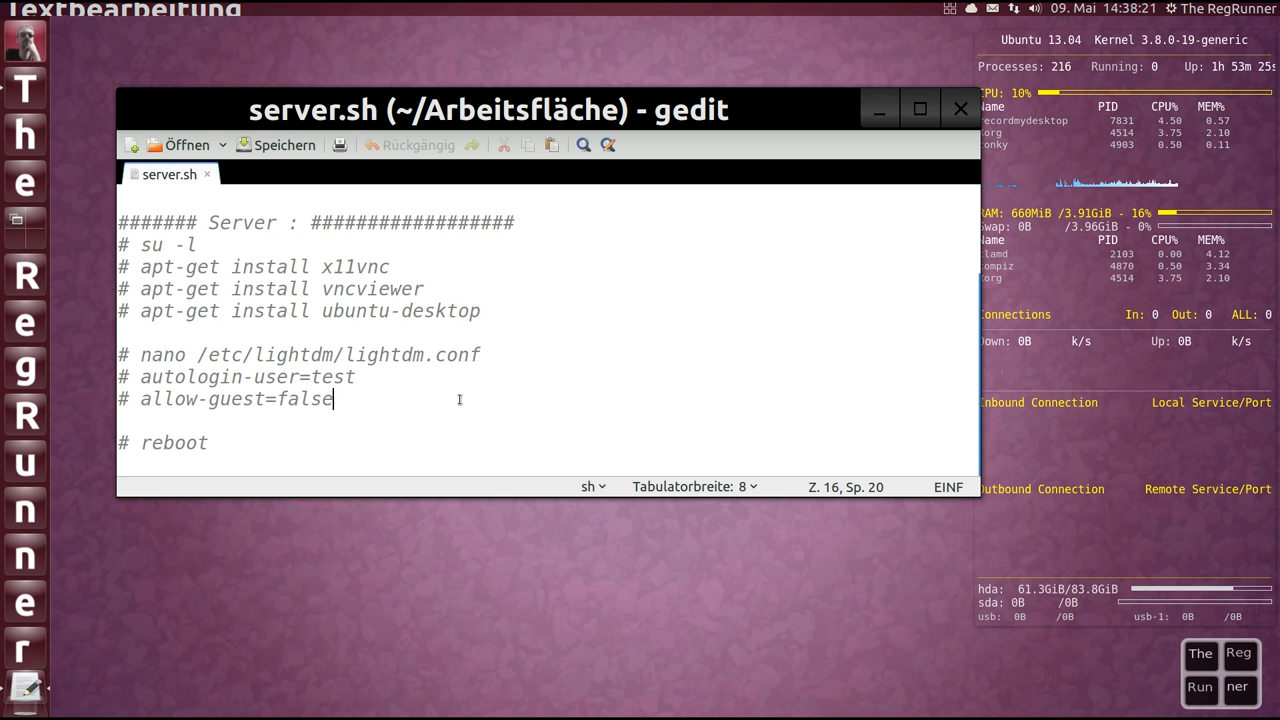 Textbearbeitung
09. Mai 14:38:21 The RegRunner
T
h
e
R
e
g
R
u
n
n
e
r
server.sh (~/Arbeitsfläche) - gedit
Öffnen Speichern Rückgängig
server.sh ×
####### Server : ##################
# su -l
# apt-get install x11vnc
# apt-get install vncviewer
# apt-get install ubuntu-desktop
# nano /etc/lightdm/lightdm.conf
# autologin-user=test
# allow-guest=false
# reboot
sh Tabulatorbreite: 8 Z. 16, Sp. 20 EINF
Ubuntu 13.04 Kernel 3.8.0-19-generic
Processes: 216 Running: 0 Up: 1h 53m 25s
CPU: 10%
Name PID CPU% MEM%
recordmydesktop 7831 4.50 0.57
Xorg 4514 3.75 2.10
conky 4903 0.50 0.11
RAM: 660MiB /3.91GiB - 16%
Swap: 0B /3.96GiB - 0%
Name PID CPU% MEM%
clamd 2103 0.00 4.12
compiz 4870 0.50 3.34
Xorg 4514 3.75 2.10
Connections In: 0 Out: 0 ALL: 0
Down: 0B k/s Up: 0B k/s
Inbound Connection Local Service/Port
Outbound Connection Remote Service/Port
hda: 61.3GiB/83.8GiB
sda: 0B /0B
usb: 0B /0B usb-1: 0B /0B
The Reg
Run ner